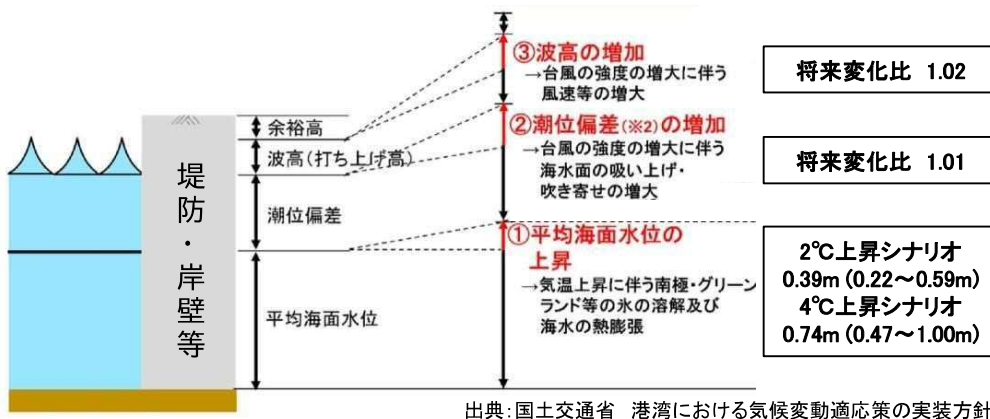 余裕高
波高(打ち上げ高)
潮位偏差
平均海面水位
堤防・岸壁等
③波高の増加
→台風の強度の増大に伴う
風速等の増大
②潮位偏差(※2)の増加
→台風の強度の増大に伴う
海水面の吸い上げ・
吹き寄せの増大
①平均海面水位の
上昇
→気温上昇に伴う南極・グリーン
ランド等の氷の溶解及び
海水の熱膨張
将来変化比 1.02
将来変化比 1.01
2℃上昇シナリオ
0.39m (0.22～0.59m)
4℃上昇シナリオ
0.74m (0.47～1.00m)
出典:国土交通省 港湾における気候変動適応策の実装方針